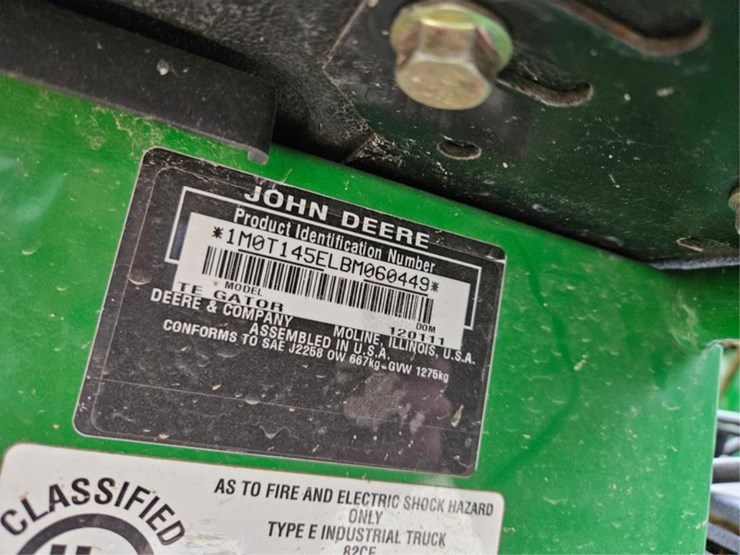 JOHN DEERE
Product Identification Number
*1M0T145ELBM060449*
MODEL DOM
TE GATOR 120111
DEERE & COMPANY MOLINE, ILLINOIS, U.S.A.
ASSEMBLED IN U.S.A.
CONFORMS TO SAE J2258 OW 667kg-GVW 1275kg
CLASSIFIED
AS TO FIRE AND ELECTRIC SHOCK HAZARD
ONLY
TYPE E INDUSTRIAL TRUCK
82CF